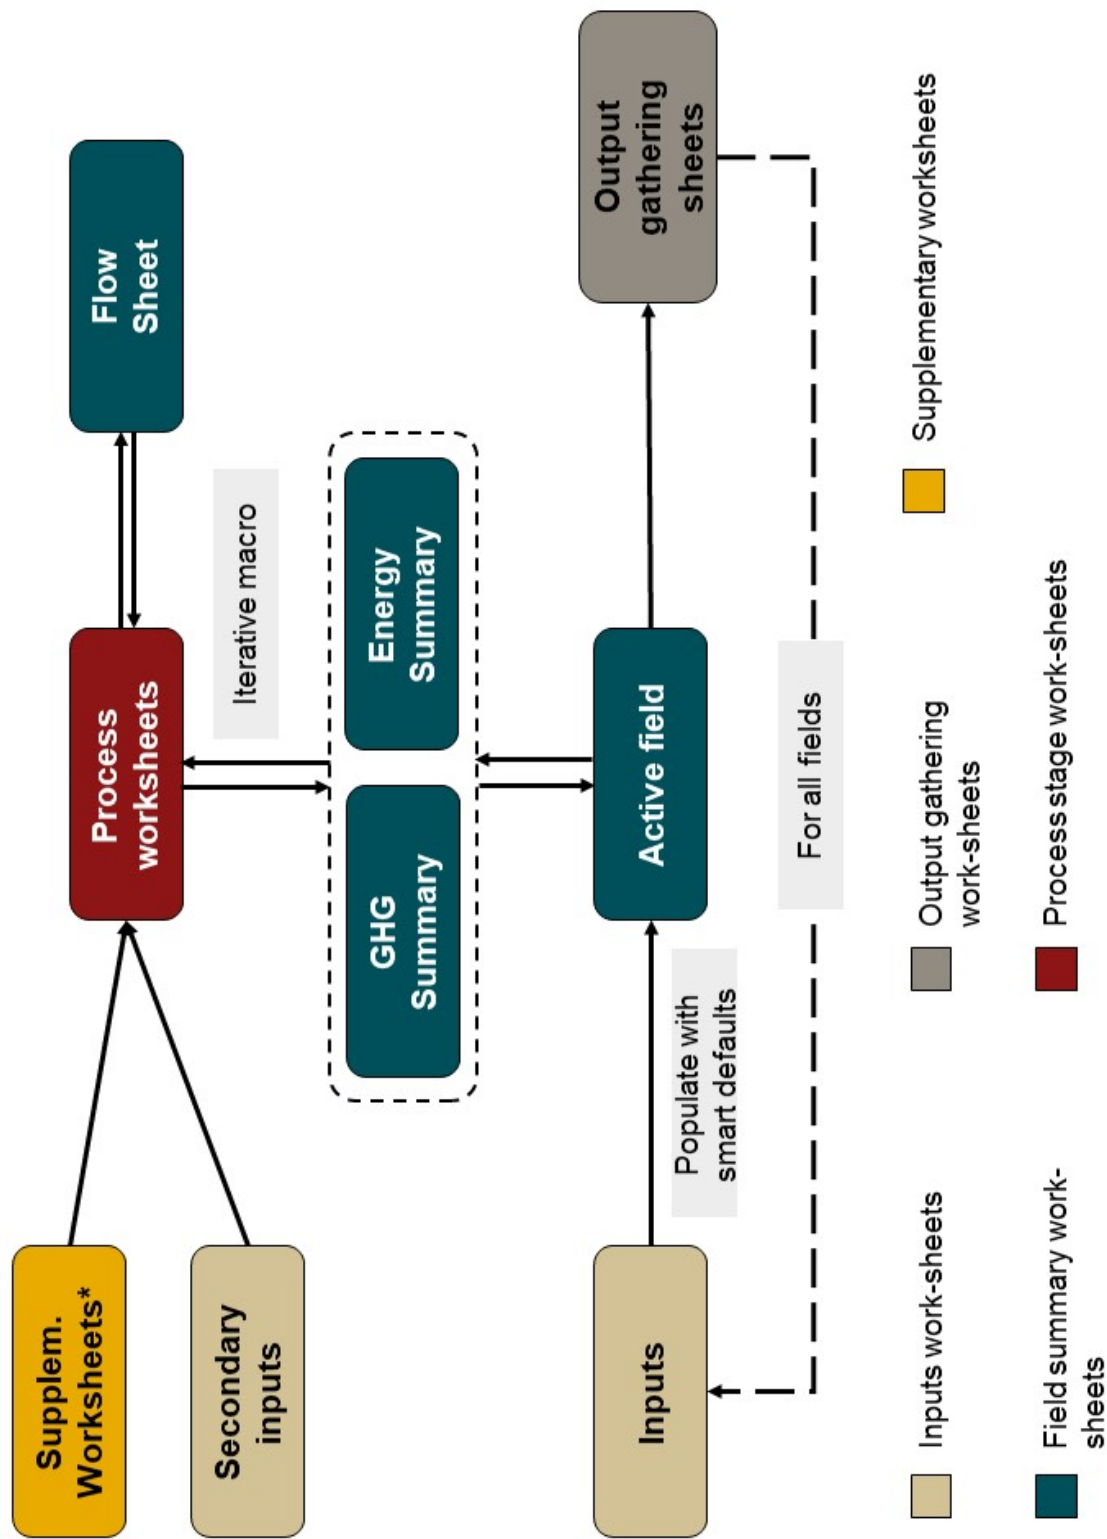 Supplem.
Worksheets*
Process
worksheets
Flow
Sheet
Secondary
inputs
Iterative macro
GHG
Summary
Energy
Summary
Inputs
Populate with
smart defaults
Active field
Output
gathering
sheets
For all fields
Inputs work-sheets
Output gathering
work-sheets
Supplementary worksheets
Field summary work-
sheets
Process stage work-sheets